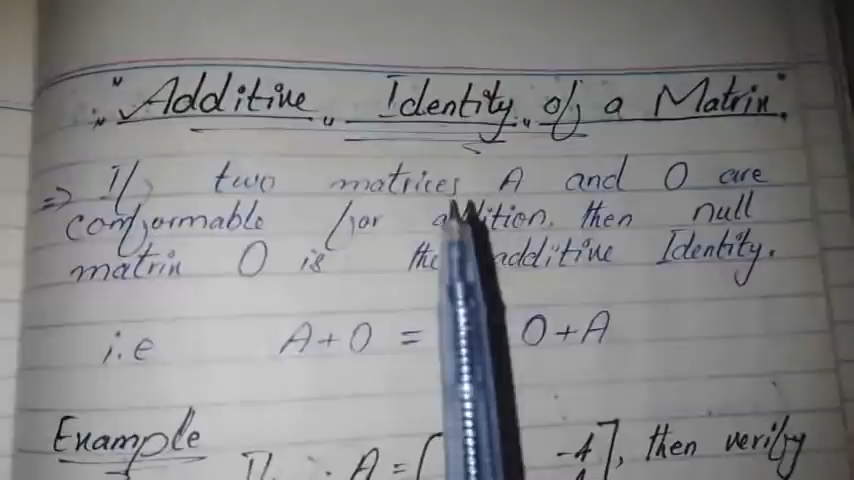 "Additive" Identity" of a Matrix"
⇒ If, two matrices A and O are
conformable for addition, then null
matrix O is the additive Identity.
i.e A+O = O+A
Example
If A = [ -4 ], then verify